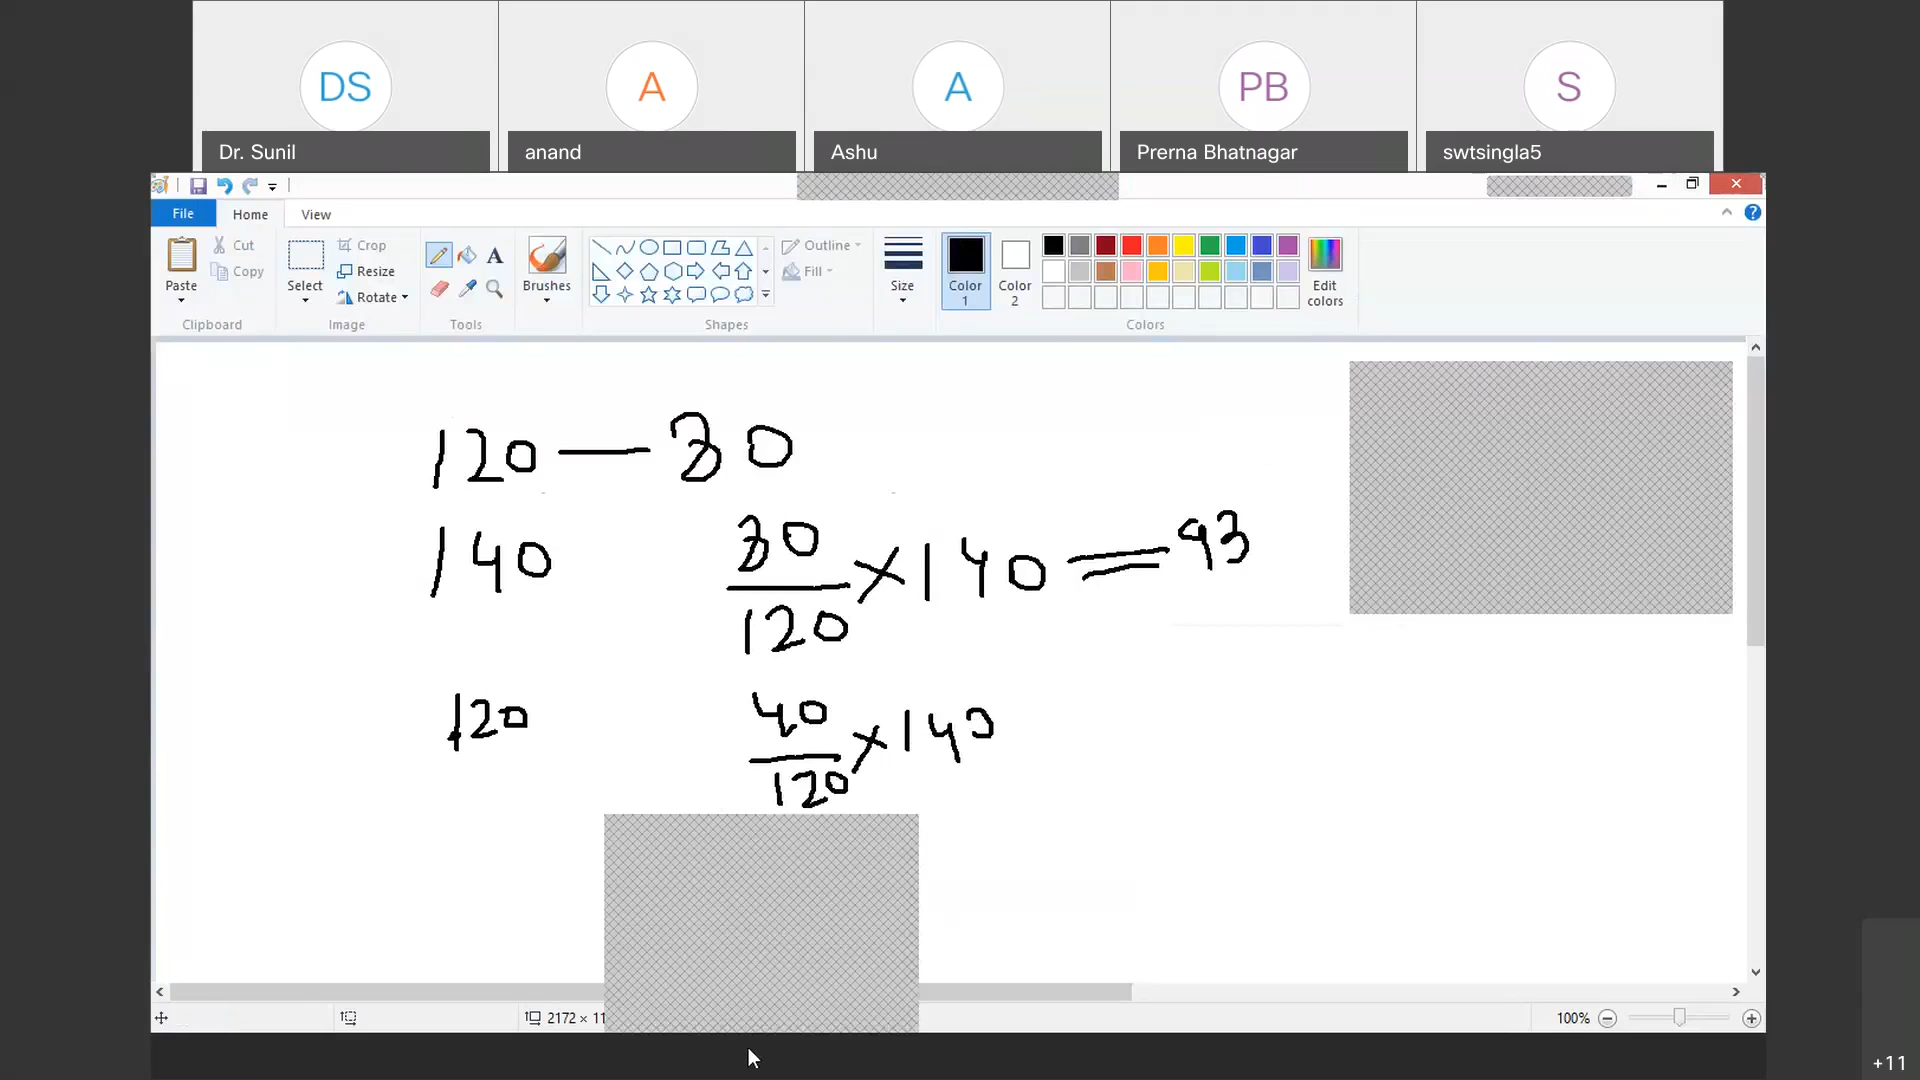 DS A A PB S
Dr. Sunil anand Ashu Prerna Bhatnagar swtsingla5
File Home View
Cut Crop Outline
Copy Resize Fill
Paste Select Rotate A Brushes Size Color 1 Color 2 Edit colors
Clipboard Image Tools Shapes Colors
120 — 80
140 80/120 × 140 = 93
120 40/120 × 140
2172 × 11 100%
+11